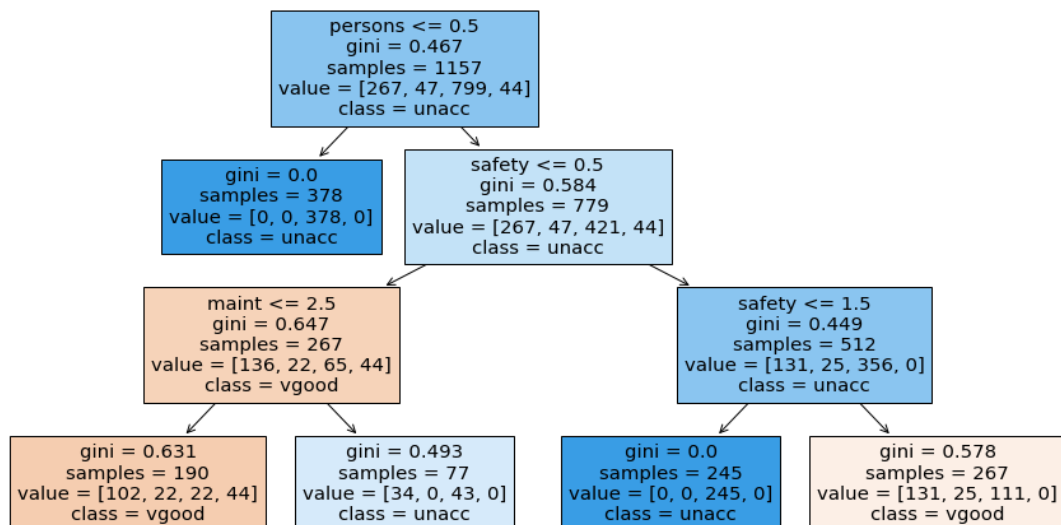 persons <= 0.5
gini = 0.467
samples = 1157
value = [267, 47, 799, 44]
class = unacc
gini = 0.0
samples = 378
value = [0, 0, 378, 0]
class = unacc
safety <= 0.5
gini = 0.584
samples = 779
value = [267, 47, 421, 44]
class = unacc
maint <= 2.5
gini = 0.647
samples = 267
value = [136, 22, 65, 44]
class = vgood
safety <= 1.5
gini = 0.449
samples = 512
value = [131, 25, 356, 0]
class = unacc
gini = 0.631
samples = 190
value = [102, 22, 22, 44]
class = vgood
gini = 0.493
samples = 77
value = [34, 0, 43, 0]
class = unacc
gini = 0.0
samples = 245
value = [0, 0, 245, 0]
class = unacc
gini = 0.578
samples = 267
value = [131, 25, 111, 0]
class = vgood